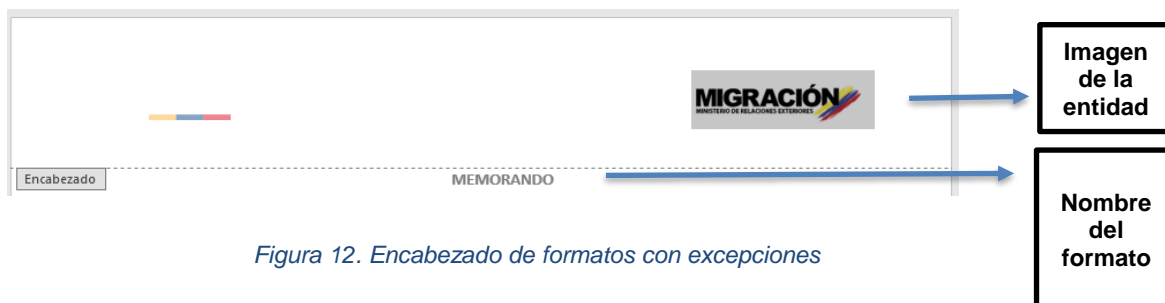 MIGRACIÓN
MINISTERIO DE RELACIONES EXTERIORES
Imagen
de la
entidad
Encabezado
MEMORANDO
Nombre
del
formato
Figura 12. Encabezado de formatos con excepciones